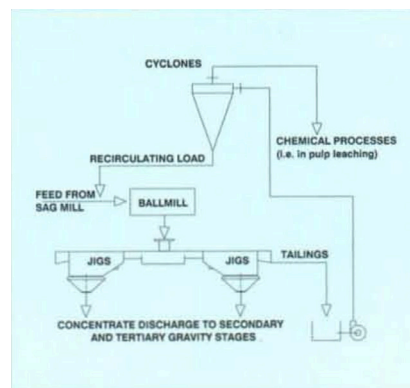 CYCLONES
CHEMICAL PROCESSES
(i.e. in pulp leaching)
RECIRCULATING LOAD
FEED FROM
SAG MILL
BALLMILL
JIGS
JIGS
TAILINGS
CONCENTRATE DISCHARGE TO SECONDARY
AND TERTIARY GRAVITY STAGES